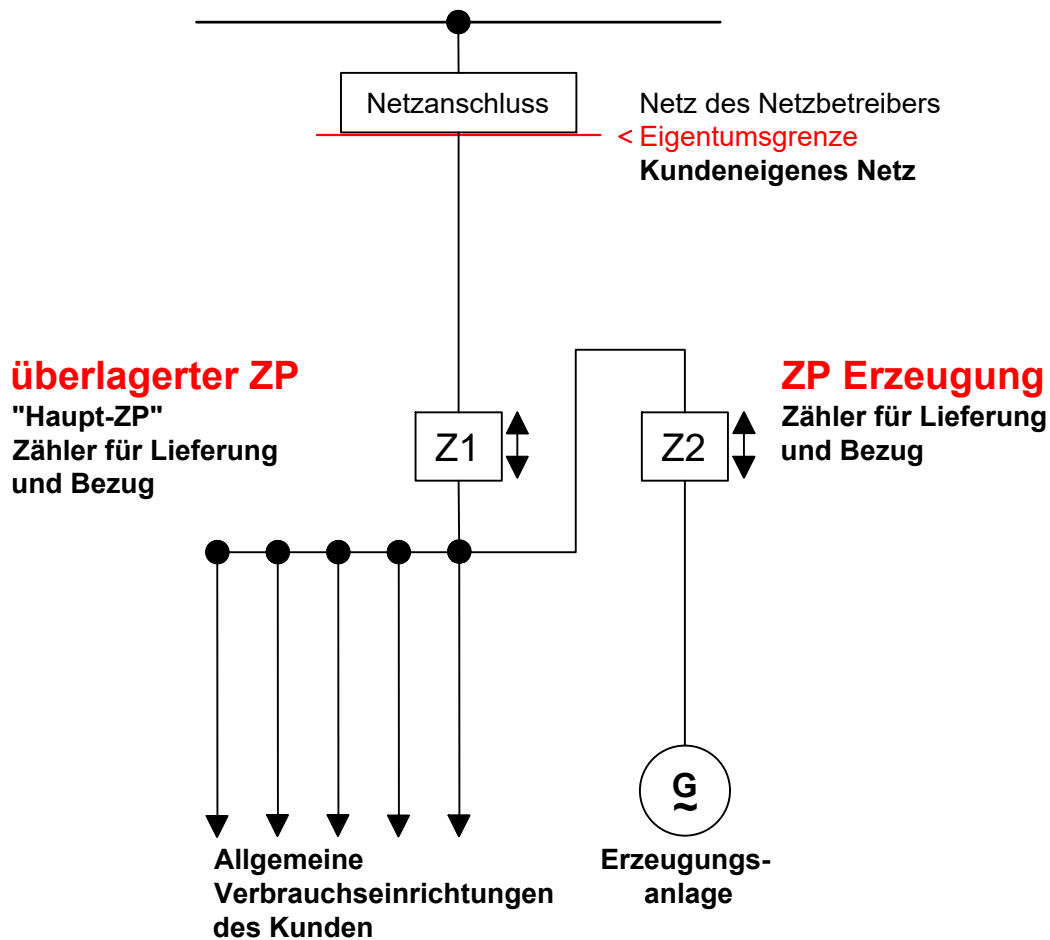 Netzanschluss
Netz des Netzbetreibers
< Eigentumsgrenze
Kundeneigenes Netz
überlagerter ZP
"Haupt-ZP"
Zähler für Lieferung
und Bezug
Z1
Z2
ZP Erzeugung
Zähler für Lieferung
und Bezug
G
~
Allgemeine
Verbrauchseinrichtungen
des Kunden
Erzeugungs-
anlage